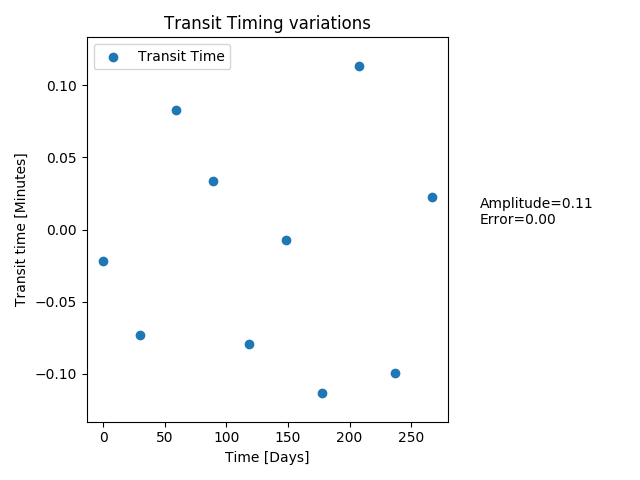 Transit Timing variations
Transit Time
0.10
0.05
0.00
−0.05
−0.10
Transit time [Minutes]
Amplitude=0.11
Error=0.00
0 50 100 150 200 250
Time [Days]